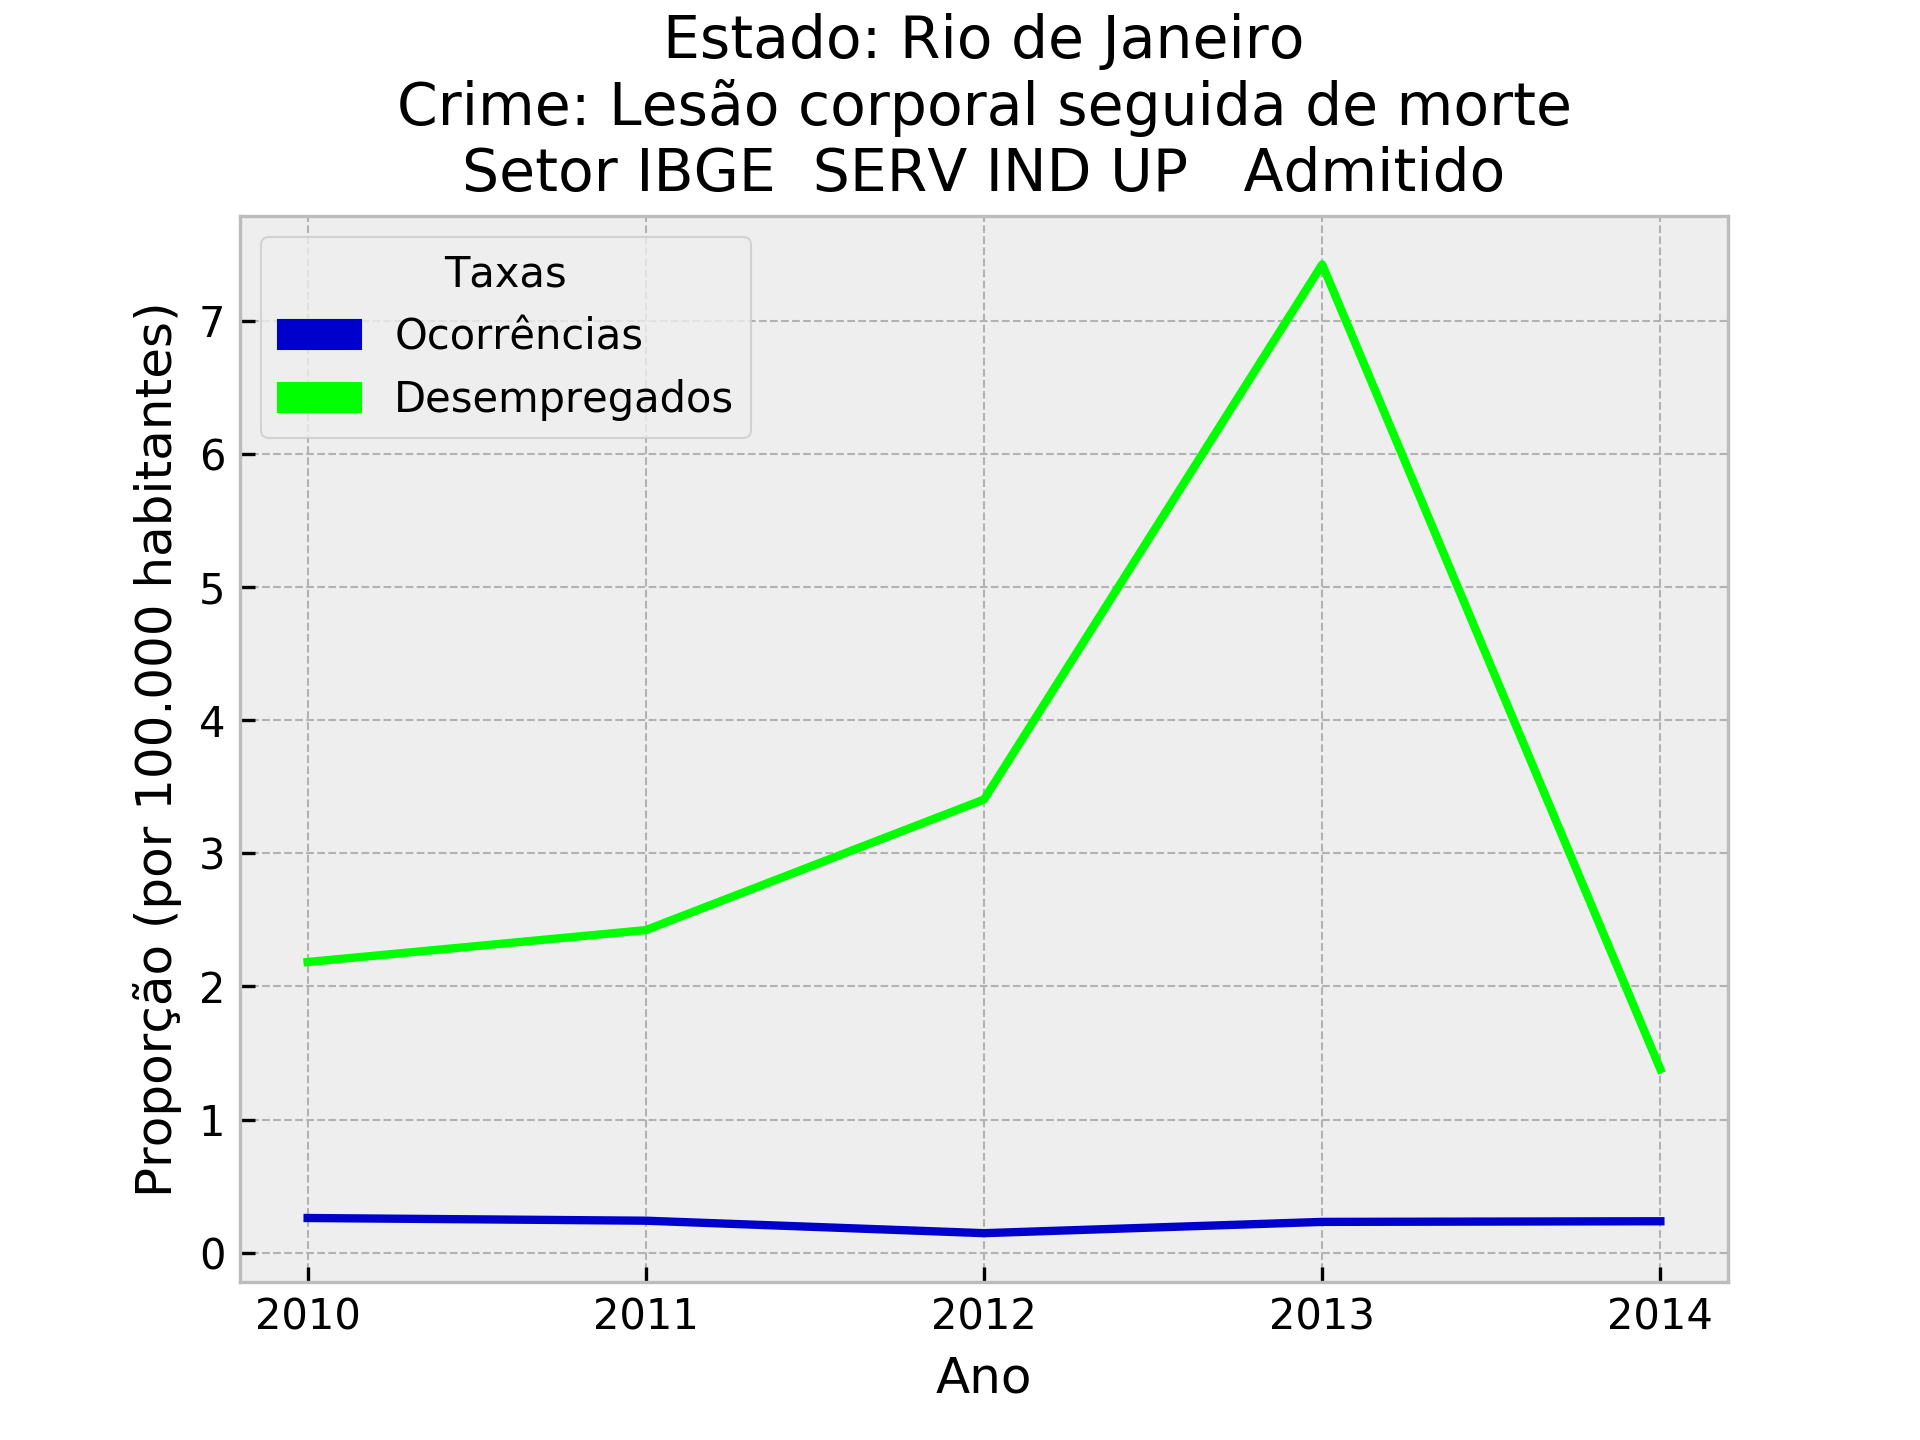 Estado: Rio de Janeiro
Crime: Lesão corporal seguida de morte
Setor IBGE  SERV IND UP   Admitido
Taxas
Ocorrências
Desempregados
Proporção (por 100.000 habitantes)
7
6
5
4
3
2
1
0
2010
2011
2012
2013
2014
Ano